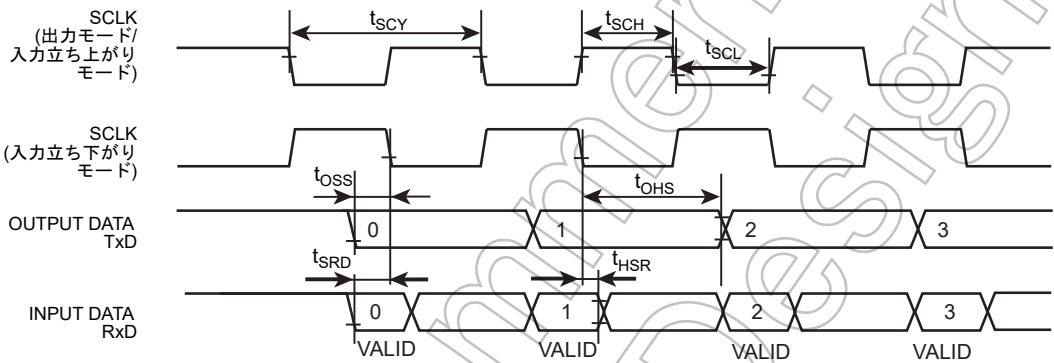 SCLK
(出力モード/
入力立ち上がり
モード)
tSCY
tSCH
tSCL
SCLK
(入力立ち下がり
モード)
tOSS
tOHS
OUTPUT DATA
TxD
0
1
2
3
tSRD
tHSR
INPUT DATA
RxD
0
1
2
3
VALID
VALID
VALID
VALID